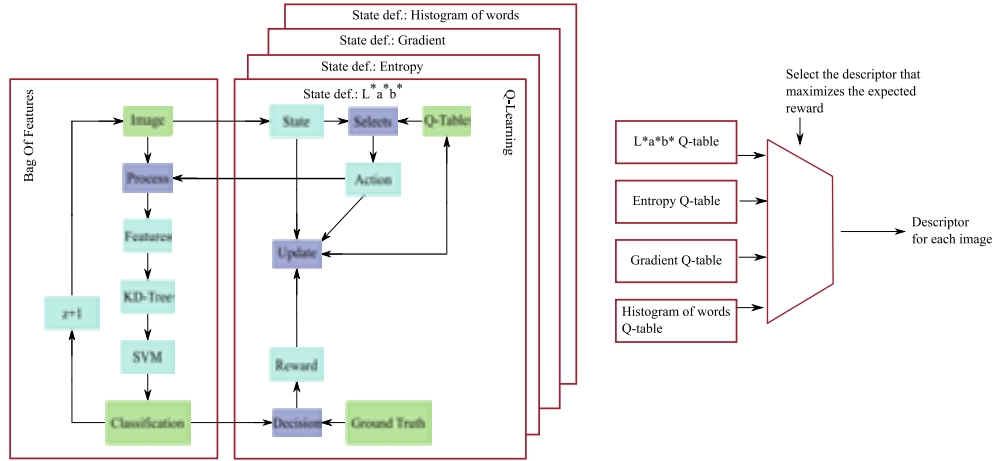 State def.: Histogram of words
State def.: Gradient
State def.: Entropy
State def.: L*a*b*
Bag Of Features
Q-Learning
Image
State
Selects
Q-Table
Process
Action
Features
Update
KD-Tree
z+1
SVM
Reward
Classification
Decision
Ground Truth
Select the descriptor that
maximizes the expected
reward
L*a*b* Q-table
Entropy Q-table
Gradient Q-table
Histogram of words
Q-table
Descriptor
for each image